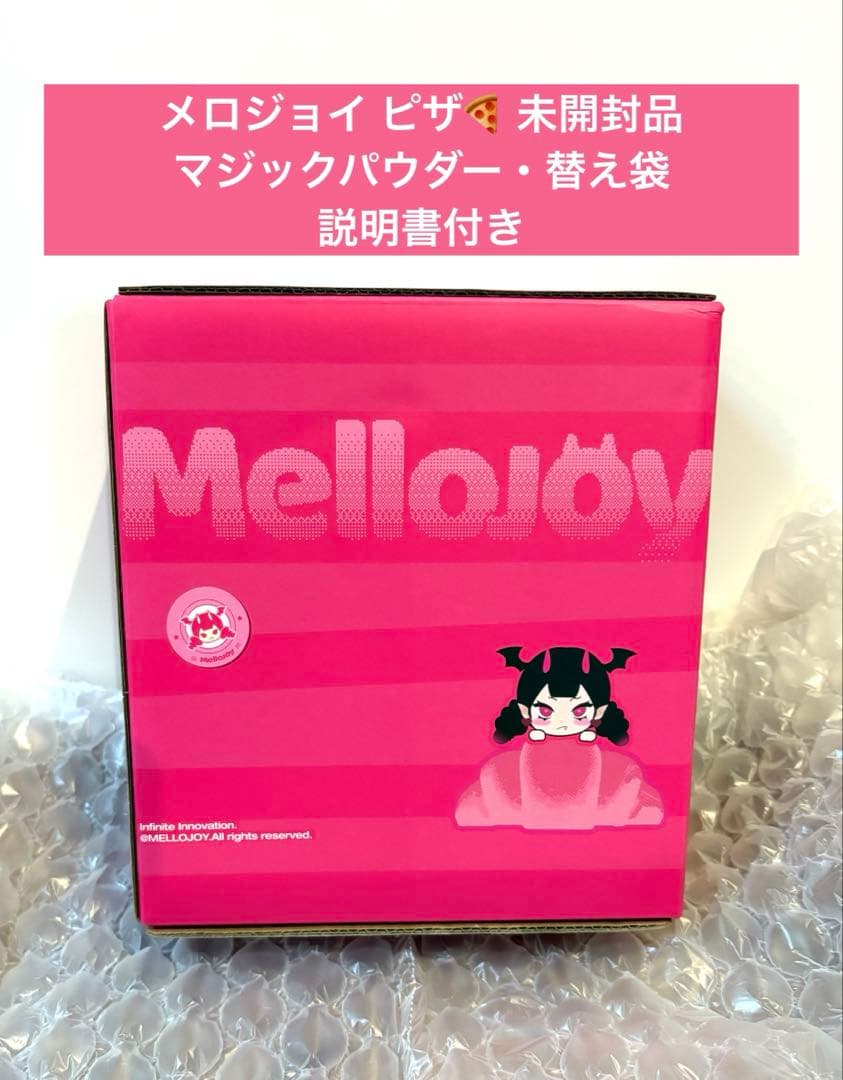 メロジョイ ピザ🍕 未開封品
マジックパウダー・替え袋
説明書付き
Mellojoy
Mellojoy
Infinite Innovation.
@MELLOJOY.All rights reserved.